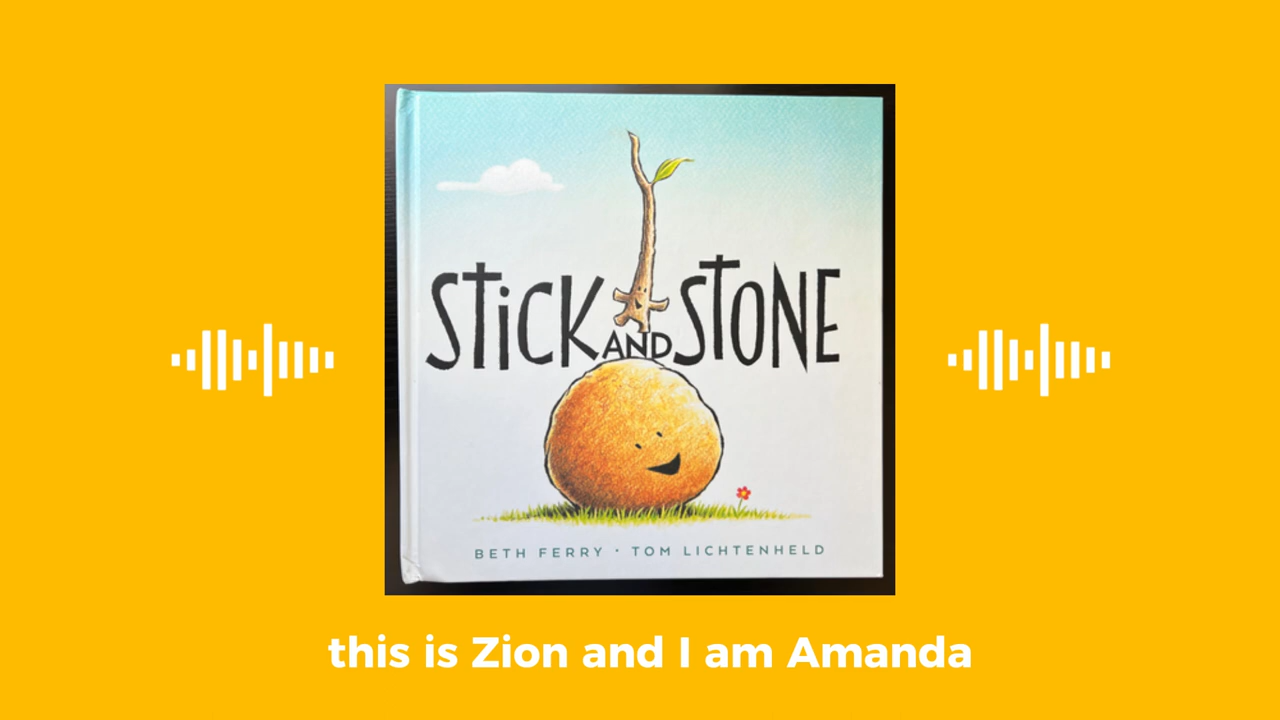 STiCK AND STONE
BETH FERRY · TOM LICHTENHELD
this is Zion and I am Amanda